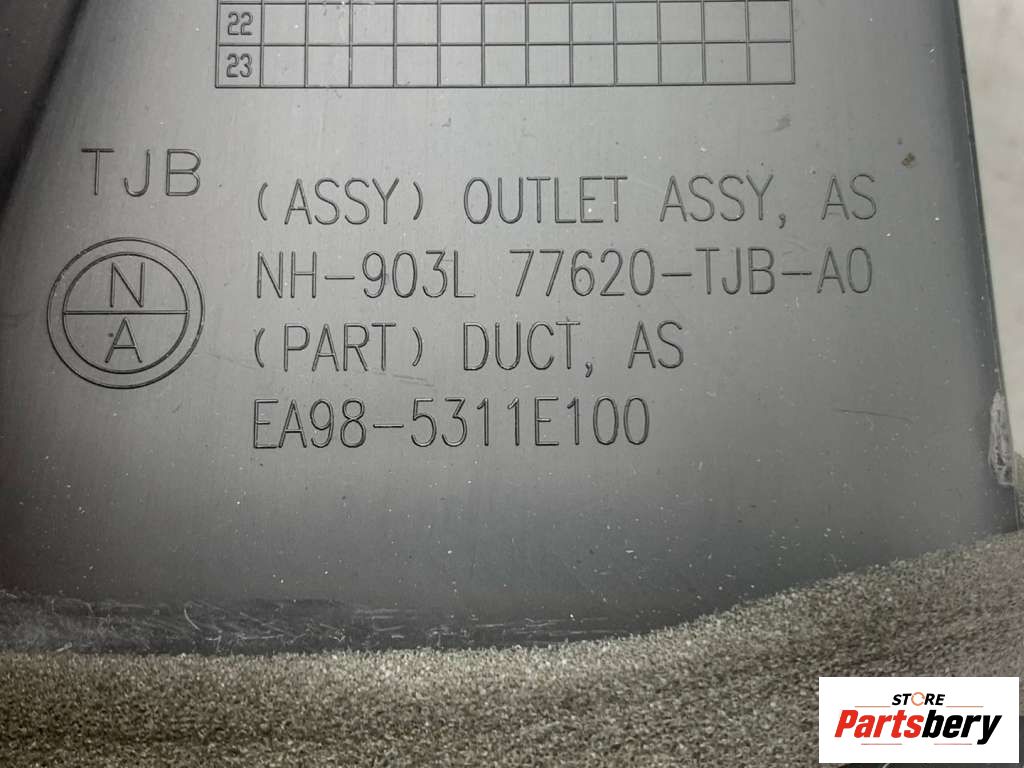 22
23
TJB
(ASSY) OUTLET ASSY, AS
NH-903L 77620-TJB-A0
N
A
(PART) DUCT, AS
EA98-5311E100
STORE
Partsbery